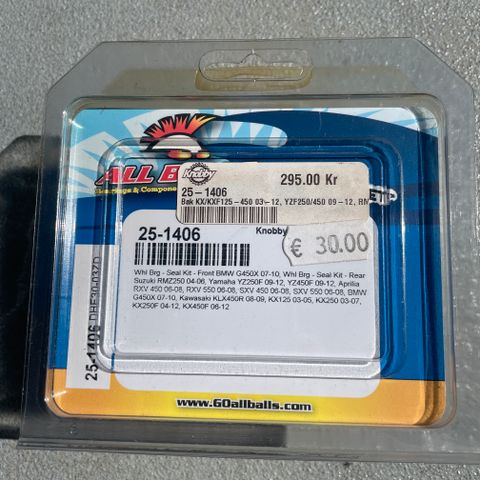 ALL B
Bearings & Compone
Knobby
295.00 Kr
25-1406
Bak KX/KXF125-450 03-12, YZF250/450 09-12, RM
25-1406
Knobby
€ 30.00
Whl Brg - Seal Kit - Front BMW G450X 07-10, Whl Brg - Seal Kit - Rear
Suzuki RMZ250 04-06, Yamaha YZ250F 09-12, YZ450F 09-12, Aprilia
RXV 450 06-08, RXV 550 06-08, SXV 450 06-08, SXV 550 06-08, BMW
G450X 07-10, Kawasaki KLX450R 08-09, KX125 03-05, KX250 03-07,
KX250F 04-12, KX450F 06-12
25-1406
www.GOallballs.com